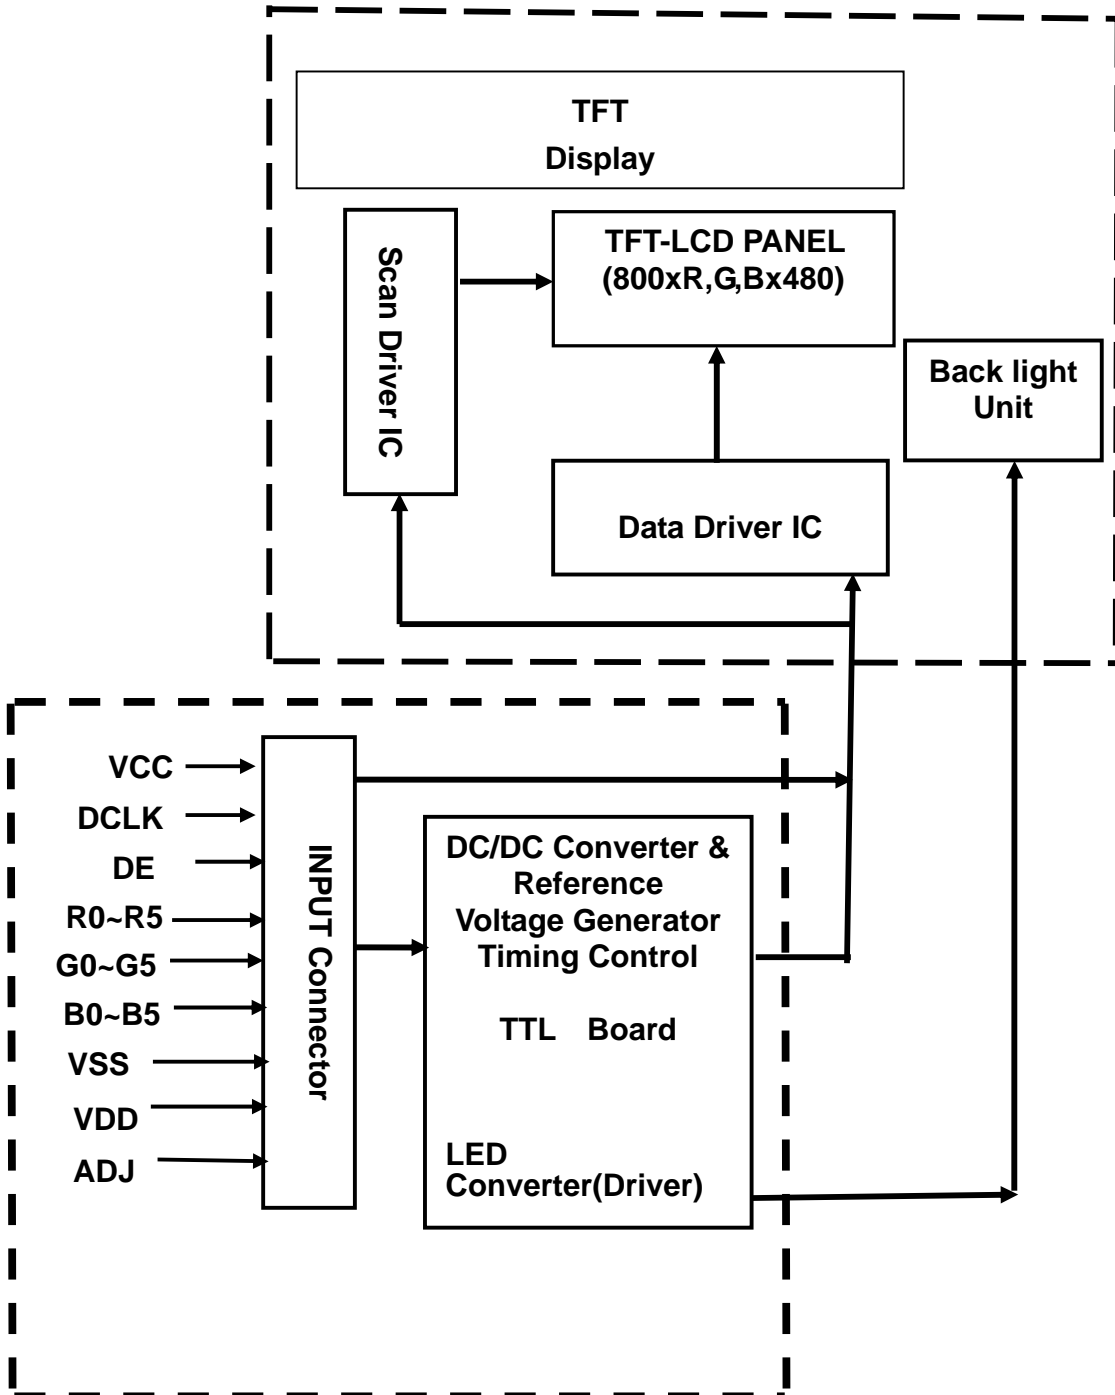 TFT
Display
TFT-LCD PANEL
(800xR,G,Bx480)
Scan Driver IC
Back light
Unit
Data Driver IC
VCC
DCLK
DE
R0~R5
G0~G5
B0~B5
VSS
VDD
ADJ
INPUT Connector
DC/DC Converter &
Reference
Voltage Generator
Timing Control
TTL Board
LED
Converter(Driver)